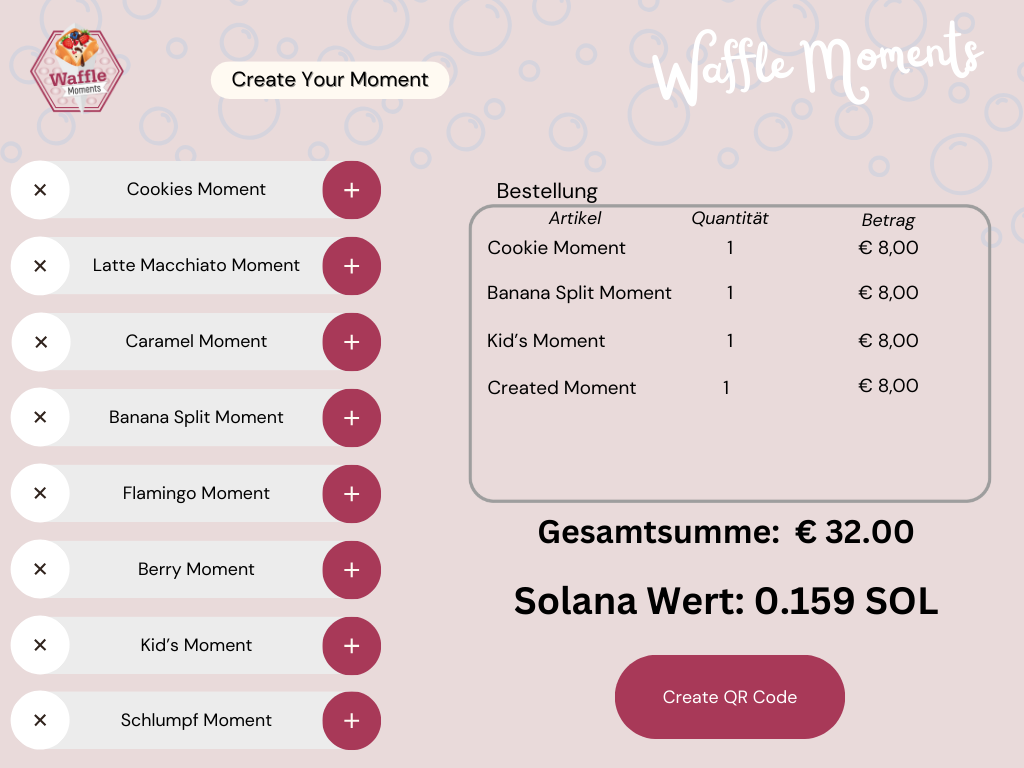 Waffle
Moments
Create Your Moment
Waffle Moments
× Cookies Moment +
× Latte Macchiato Moment +
× Caramel Moment +
× Banana Split Moment +
× Flamingo Moment +
× Berry Moment +
× Kid’s Moment +
× Schlumpf Moment +
Bestellung
Artikel Quantität Betrag
Cookie Moment 1 € 8,00
Banana Split Moment 1 € 8,00
Kid’s Moment 1 € 8,00
Created Moment 1 € 8,00
Gesamtsumme: € 32.00
Solana Wert: 0.159 SOL
Create QR Code